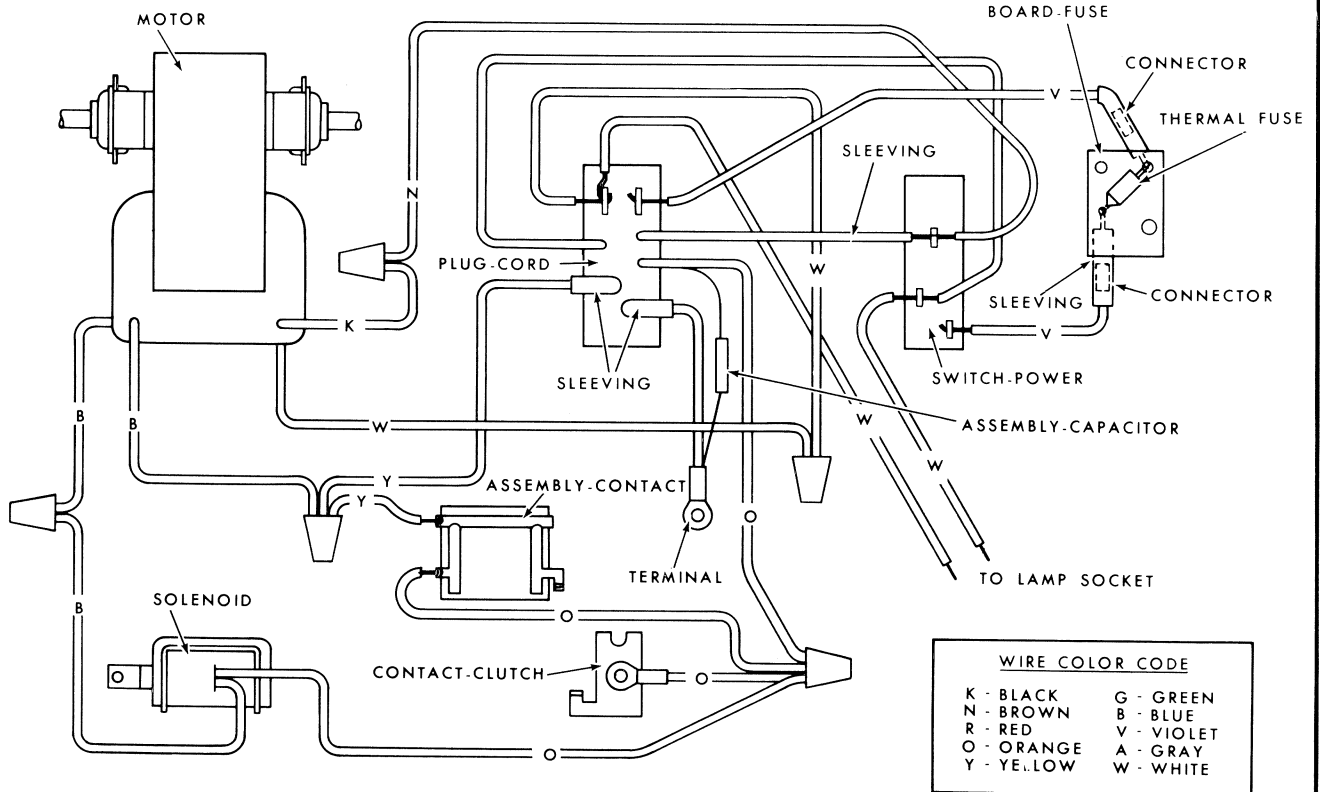 BOARD-FUSE
MOTOR
CONNECTOR
V
THERMAL FUSE
SLEEVING
N
PLUG-CORD
W
SLEEVING
CONNECTOR
K
V
SLEEVING
SWITCH-POWER
B
B
W
W
ASSEMBLY-CAPACITOR
W
Y
ASSEMBLY-CONTACT
Y
O
TERMINAL
TO LAMP SOCKET
B
SOLENOID
O
CONTACT-CLUTCH
O
O
WIRE COLOR CODE
K - BLACK
G - GREEN
N - BROWN
B - BLUE
R - RED
V - VIOLET
O - ORANGE
A - GRAY
Y - YELLOW
W - WHITE